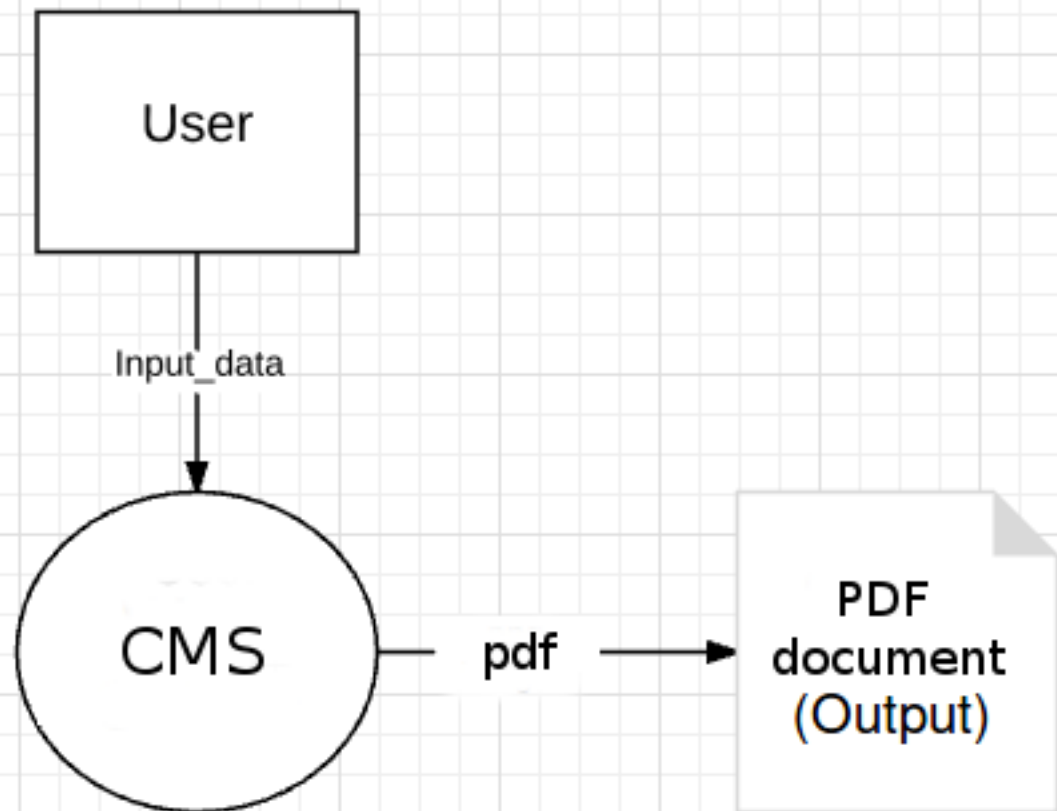 User
Input_data
CMS
pdf
PDF
document
(Output)